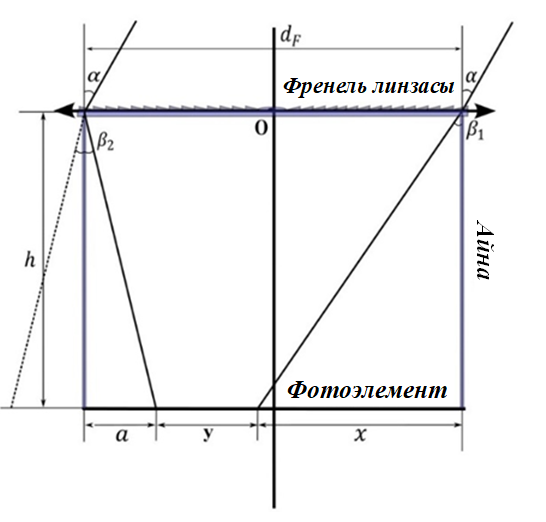 d_F
α
Френель линзасы
α
О
β₂
β₁
h
Айна
Фотоэлемент
a
y
x